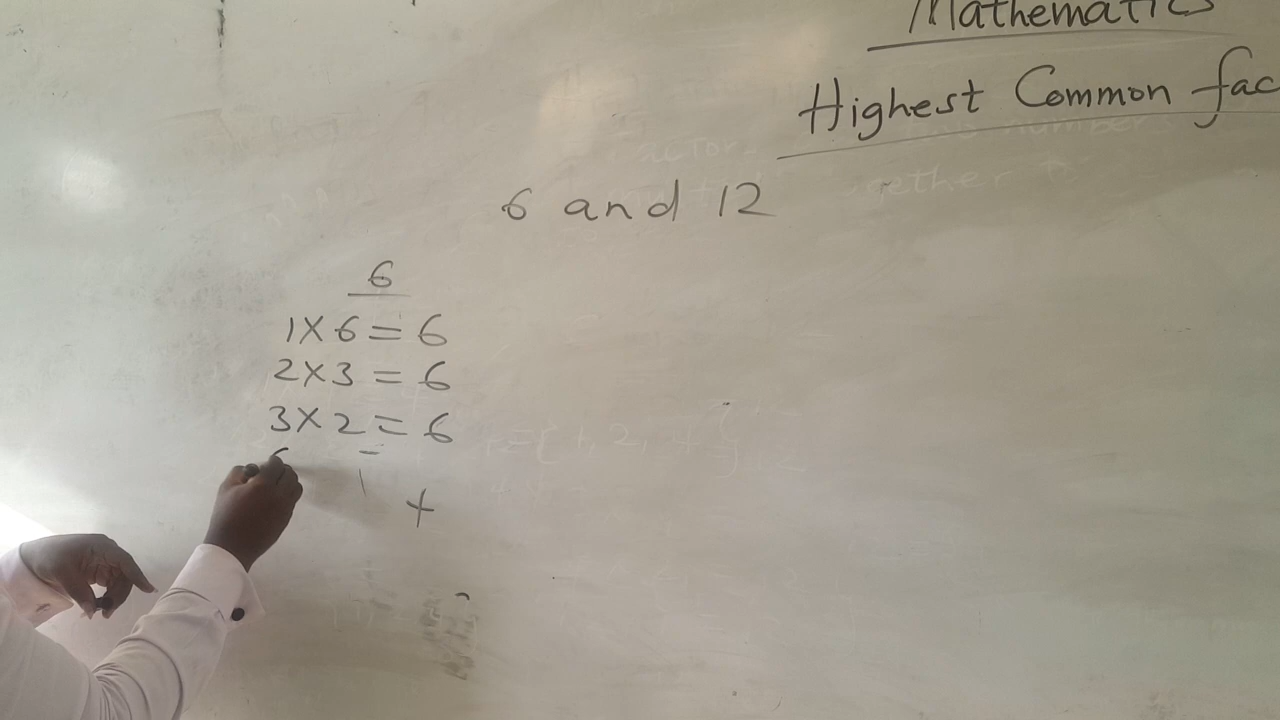 Mathematics
Highest Common fac
6 and 12
6
1×6=6
2×3=6
3×2=6
+